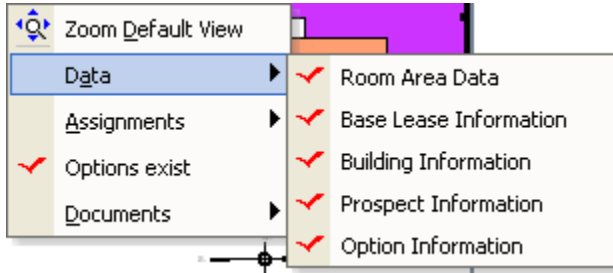 Zoom Default View
Data
Assignments
Options exist
Documents
Room Area Data
Base Lease Information
Building Information
Prospect Information
Option Information